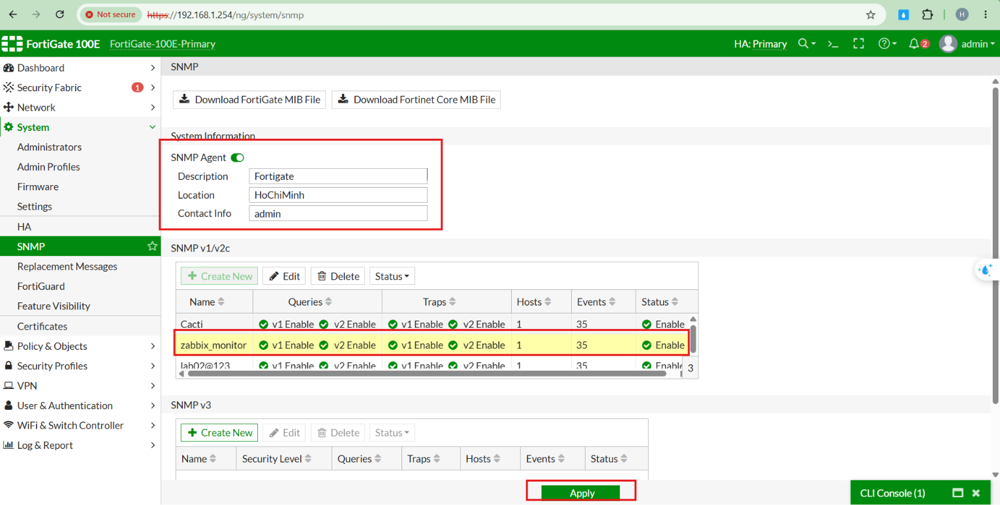 Not secure https://192.168.1.254/ng/system/snmp H
FortiGate 100E FortiGate-100E-Primary HA: Primary >_ ? 2 admin
Dashboard
Security Fabric 1
Network
System
Administrators
Admin Profiles
Firmware
Settings
HA
SNMP
Replacement Messages
FortiGuard
Feature Visibility
Certificates
Policy & Objects
Security Profiles
VPN
User & Authentication
WiFi & Switch Controller
Log & Report
SNMP
Download FortiGate MIB File Download Fortinet Core MIB File
System Information
SNMP Agent
Description Fortigate
Location HoChiMinh
Contact Info admin
SNMP v1/v2c
Create New Edit Delete Status
Name Queries Traps Hosts Events Status
Cacti v1 Enable v2 Enable v1 Enable v2 Enable 1 35 Enable
zabbix_monitor v1 Enable v2 Enable v1 Enable v2 Enable 1 35 Enable
lab02@123 v1 Enable v2 Enable v1 Enable v2 Enable 1 35 Enable
3
SNMP v3
Create New Edit Delete Status
Name Security Level Queries Traps Hosts Events Status
Apply
CLI Console (1)